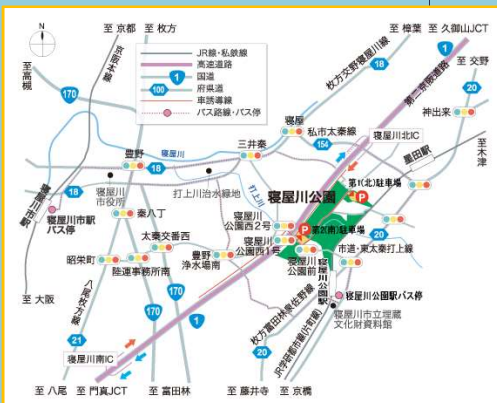 至 京都
至 枚方
至 樟葉
至 久御山JCT
N
京阪本線
JR線・私鉄線
高速道路
1
国道
100
府県道
車誘導線
バス路線・バス停
枚方交野寝屋川線
18
第二京阪道路
1
至 交野
至 高槻
170
170
神出来
20
寝屋
私市太秦線
寝屋川北IC
三井秦
154
寝屋川
豊野
18
星田駅
至 木津
18
寝屋川市役所
打上川治水緑地
打上川
寝屋川公園
第1(北)駐車場
P
寝屋川市駅
寝屋川市駅
バス停
秦八丁
寝屋川
公園西2号
P
第2(南)駐車場
20
太秦交番西
寝屋川
公園西1号
市道・東太秦打上線
昭栄町
陸運事務所南
豊野
浄水場南
寝屋川
公園前
寝屋川公園駅
至 大阪
八尾枚方線
170
1
枚方富田林泉佐野線
寝屋川公園駅バス停
寝屋川市立埋蔵
文化財資料館
21
寝屋川南IC
20
JR学研都市線(片町線)
至 八尾
至 門真JCT
至 富田林
至 藤井寺
至 京橋